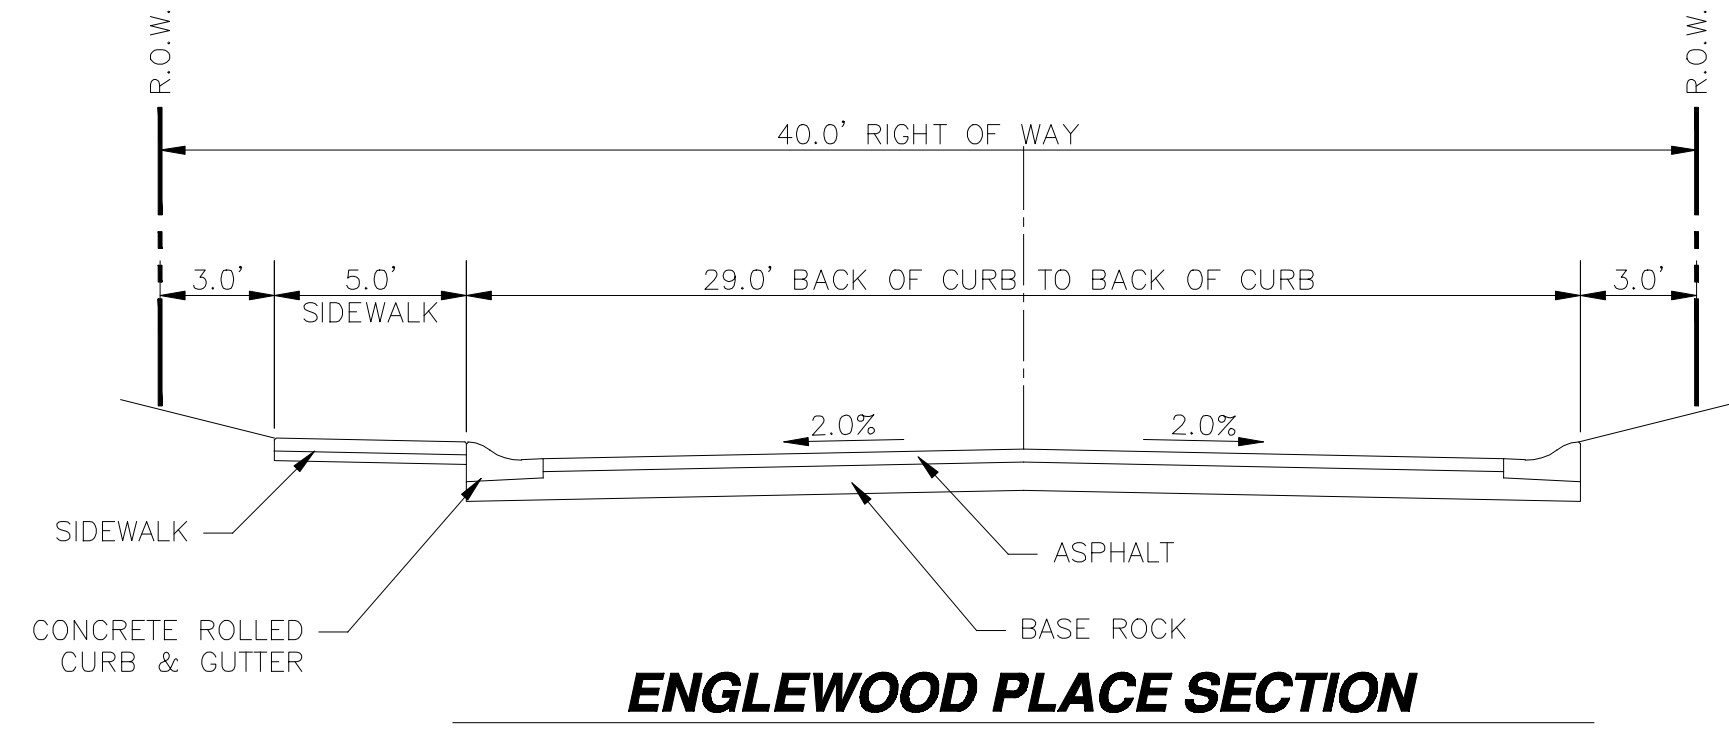 R.O.W.
R.O.W.
40.0' RIGHT OF WAY
3.0'
5.0'
SIDEWALK
29.0' BACK OF CURB TO BACK OF CURB
3.0'
2.0%
2.0%
SIDEWALK
ASPHALT
CONCRETE ROLLED
CURB & GUTTER
BASE ROCK
ENGLEWOOD PLACE SECTION